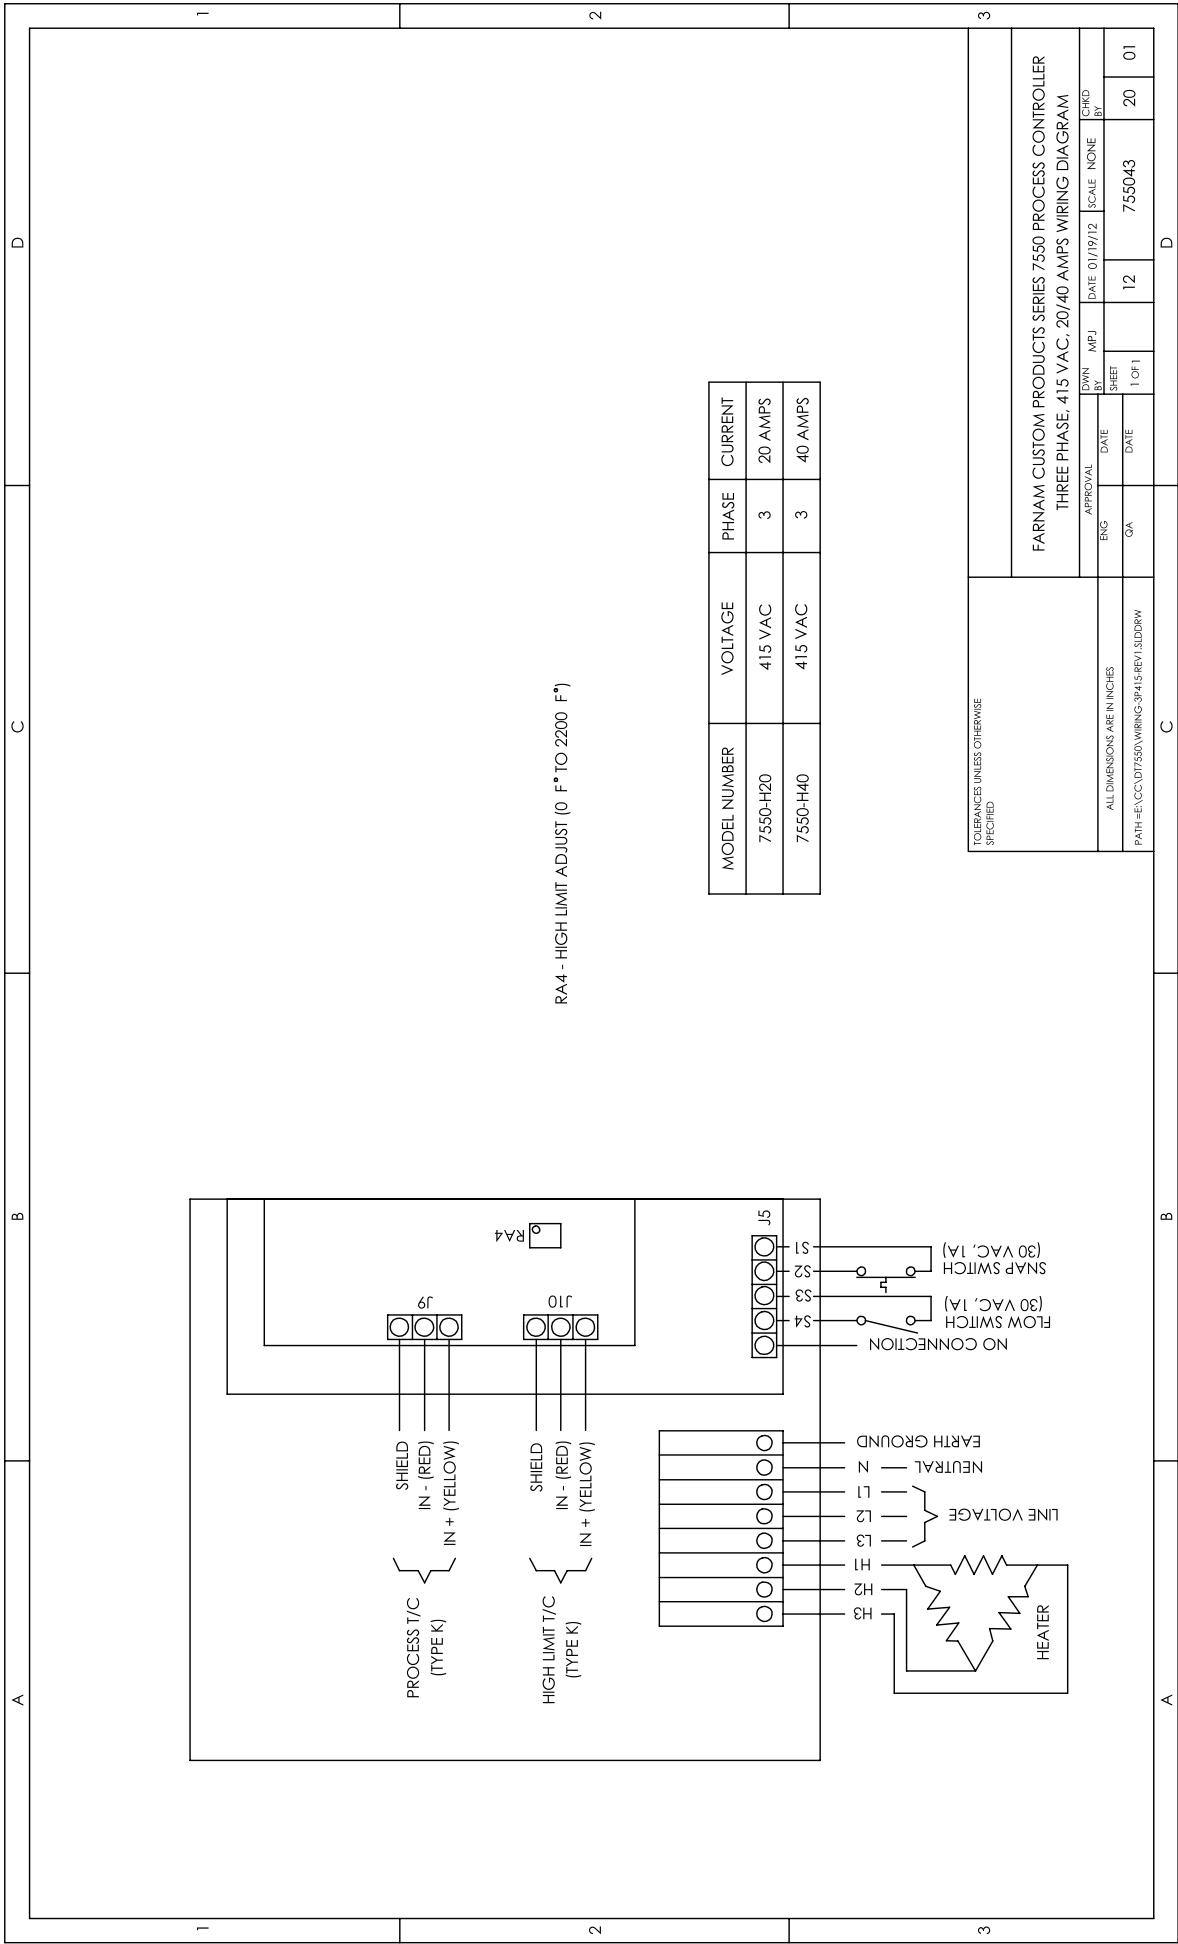 A
B
C
D
1
1
2
2
3
3
A
B
C
D
PROCESS T/C
(TYPE K)
SHIELD
IN - (RED)
IN + (YELLOW)
J9
HIGH LIMIT T/C
(TYPE K)
SHIELD
IN - (RED)
IN + (YELLOW)
J10
RA4
J5
S1
S2
S3
S4
SNAP SWITCH
(30 VAC, 1A)
FLOW SWITCH
(30 VAC, 1A)
NO CONNECTION
EARTH GROUND
N
NEUTRAL
L1
L2
L3
LINE VOLTAGE
H1
H2
H3
HEATER
RA4 - HIGH LIMIT ADJUST (0 F° TO 2200 F°)
MODEL NUMBER VOLTAGE PHASE CURRENT
7550-H20 415 VAC 3 20 AMPS
7550-H40 415 VAC 3 40 AMPS
TOLERANCES UNLESS OTHERWISE
SPECIFIED
ALL DIMENSIONS ARE IN INCHES
PATH =E:\CC\DT7550\WIRING-3P415-REV1.SLDDRW
FARNAM CUSTOM PRODUCTS SERIES 7550 PROCESS CONTROLLER
THREE PHASE, 415 VAC, 20/40 AMPS WIRING DIAGRAM
APPROVAL
ENG DATE
QA DATE
DWN
BY MPJ
DATE 01/19/12
SCALE NONE
CHKD
BY
SHEET
1 OF 1
12
755043
20
01